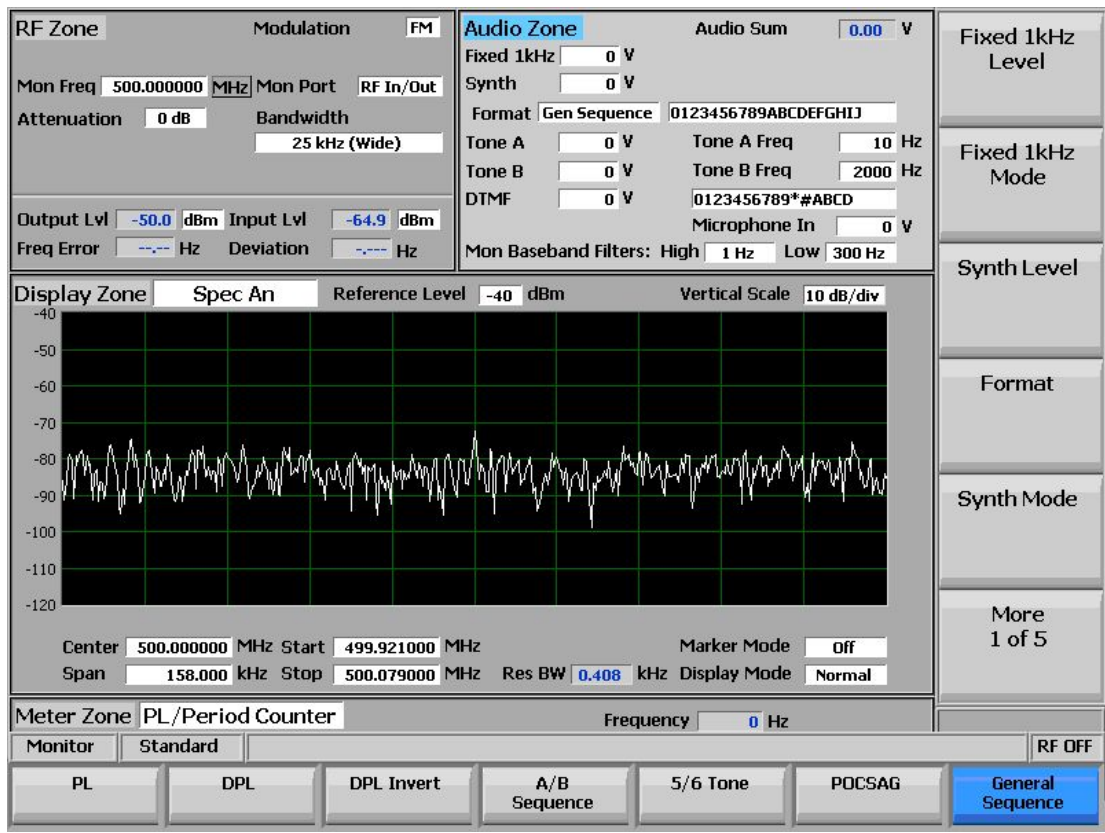 RF Zone Modulation FM
Mon Freq 500.000000 MHz Mon Port RF In/Out
Attenuation 0 dB Bandwidth
25 kHz (Wide)
Output Lvl -50.0 dBm Input Lvl -64.9 dBm
Freq Error --.-- Hz Deviation -.--- Hz
Audio Zone Audio Sum 0.00 V
Fixed 1kHz 0 V
Synth 0 V
Format Gen Sequence 0123456789ABCDEFGHIJ
Tone A 0 V Tone A Freq 10 Hz
Tone B 0 V Tone B Freq 2000 Hz
DTMF 0 V 0123456789*#ABCD
Microphone In 0 V
Mon Baseband Filters: High 1 Hz Low 300 Hz
Display Zone Spec An Reference Level -40 dBm Vertical Scale 10 dB/div
-40
-50
-60
-70
-80
-90
-100
-110
-120
Center 500.000000 MHz Start 499.921000 MHz Marker Mode Off
Span 158.000 kHz Stop 500.079000 MHz Res BW 0.408 kHz Display Mode Normal
Meter Zone PL/Period Counter Frequency 0 Hz
Monitor Standard RF OFF
Fixed 1kHz
Level
Fixed 1kHz
Mode
Synth Level
Format
Synth Mode
More
1 of 5
PL DPL DPL Invert A/B
Sequence 5/6 Tone POCSAG General
Sequence